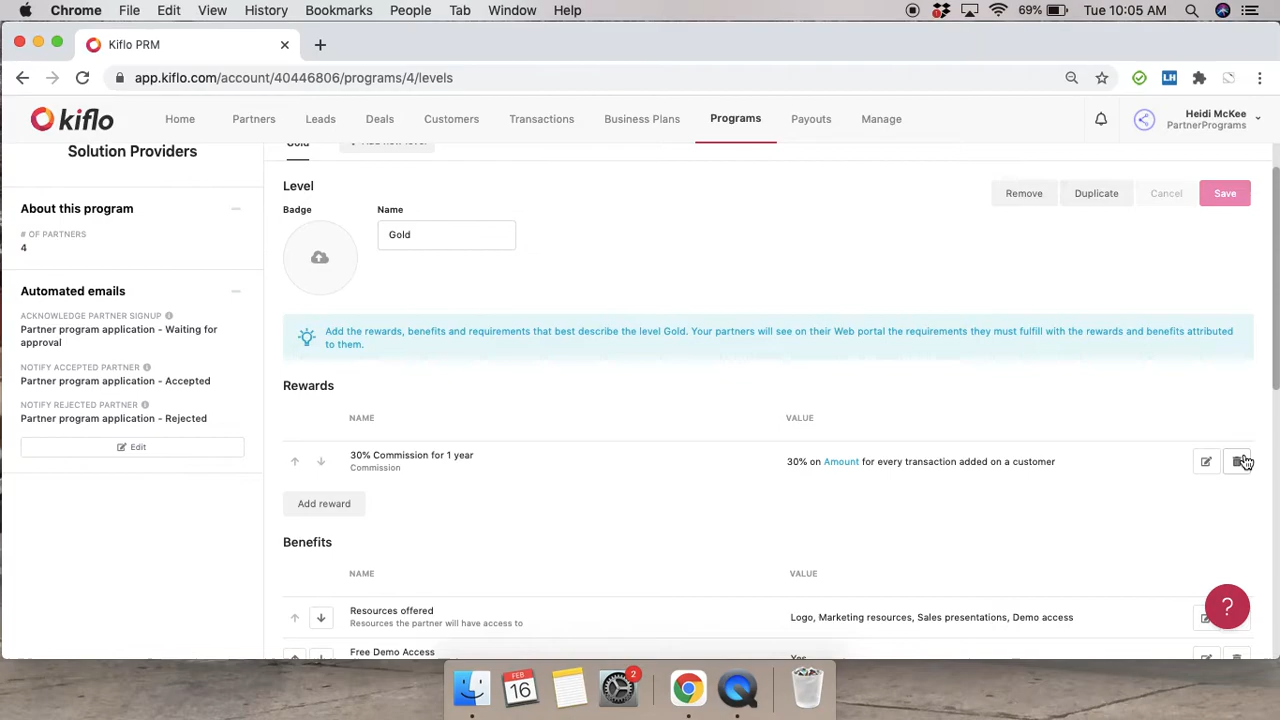 Chrome File Edit View History Bookmarks People Tab Window Help 69% Tue 10:05 AM
Kiflo PRM
app.kiflo.com/account/40446806/programs/4/levels
LH
kiflo Home Partners Leads Deals Customers Transactions Business Plans Programs Payouts Manage
Heidi McKee
PartnerPrograms
Solution Providers
About this program
# OF PARTNERS
4
Automated emails
ACKNOWLEDGE PARTNER SIGNUP
Partner program application - Waiting for
approval
NOTIFY ACCEPTED PARTNER
Partner program application - Accepted
NOTIFY REJECTED PARTNER
Partner program application - Rejected
Edit
Gold
Level
Remove Duplicate Cancel Save
Badge Name
Gold
Add the rewards, benefits and requirements that best describe the level Gold. Your partners will see on their Web portal the requirements they must fulfill with the rewards and benefits attributed
to them.
Rewards
NAME VALUE
30% Commission for 1 year
Commission
30% on Amount for every transaction added on a customer
Add reward
Benefits
NAME VALUE
Resources offered
Resources the partner will have access to
Logo, Marketing resources, Sales presentations, Demo access
?
Free Demo Access
Yes
2
FEB
16